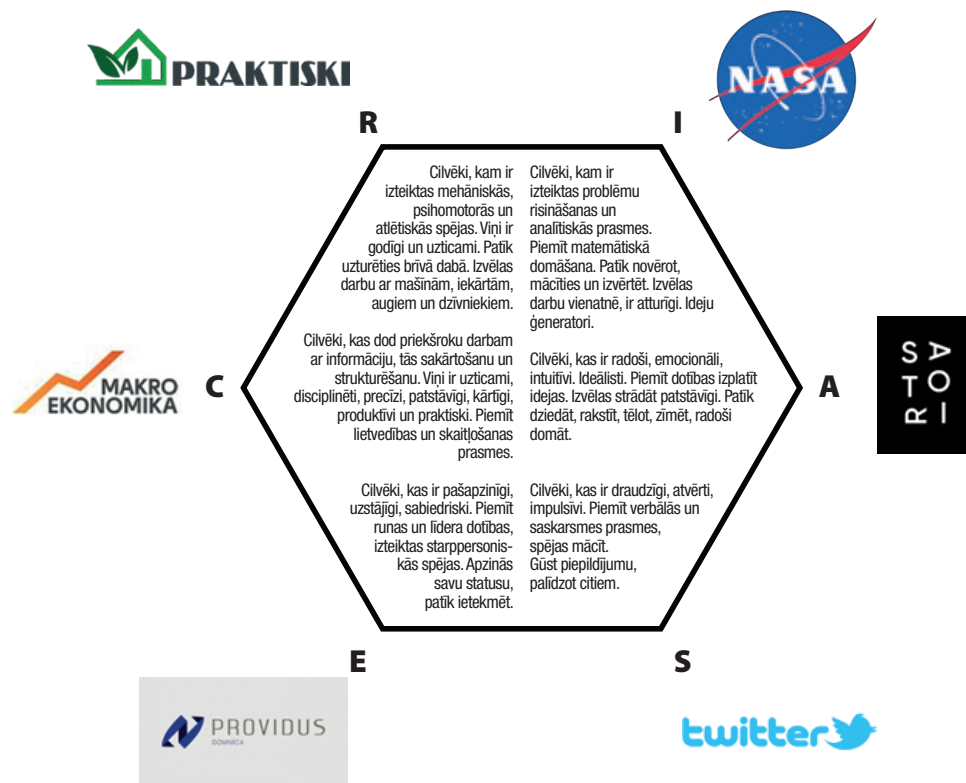 PRAKTISKI
NASA
R
I
Cilvēki, kam ir
izteiktas mehāniskās,
psihomotorās un
atlētiskās spējas. Viņi ir
godīgi un uzticami. Patīk
uzturēties brīvā dabā. Izvēlas
darbu ar mašīnām, iekārtām,
augiem un dzīvniekiem.
Cilvēki, kam ir
izteiktas problēmu
risināšanas un
analītiskās prasmes.
Piemīt matemātiskā
domāšana. Patīk novērot,
mācīties un izvērtēt. Izvēlas
darbu vienatnē, ir atturīgi. Ideju
ģeneratori.
MAKRO
EKONOMIKA
C
Cilvēki, kas dod priekšroku darbam
ar informāciju, tās sakārtošanu un
strukturēšanu. Viņi ir uzticami,
disciplinēti, precīzi, patstāvīgi, kārtīgi,
produktīvi un praktiski. Piemīt
lietvedības un skaitļošanas
prasmes.
Cilvēki, kas ir radoši, emocionāli,
intuitīvi. Ideālisti. Piemīt dotības izplatīt
idejas. Izvēlas strādāt patstāvīgi. Patīk
dziedāt, rakstīt, tēlot, zīmēt, radoši
domāt.
A
SATORI
Cilvēki, kas ir pašapzinīgi,
uzstājīgi, sabiedriski. Piemīt
runas un līdera dotības,
izteiktas starppersonis-
kās spējas. Apzinās
savu statusu,
patīk ietekmēt.
Cilvēki, kas ir draudzīgi, atvērti,
impulsīvi. Piemīt verbālās un
saskarsmes prasmes,
spējas mācīt.
Gūst piepildījumu,
palīdzot citiem.
E
S
PROVIDUS
DOMNĪCA
twitter